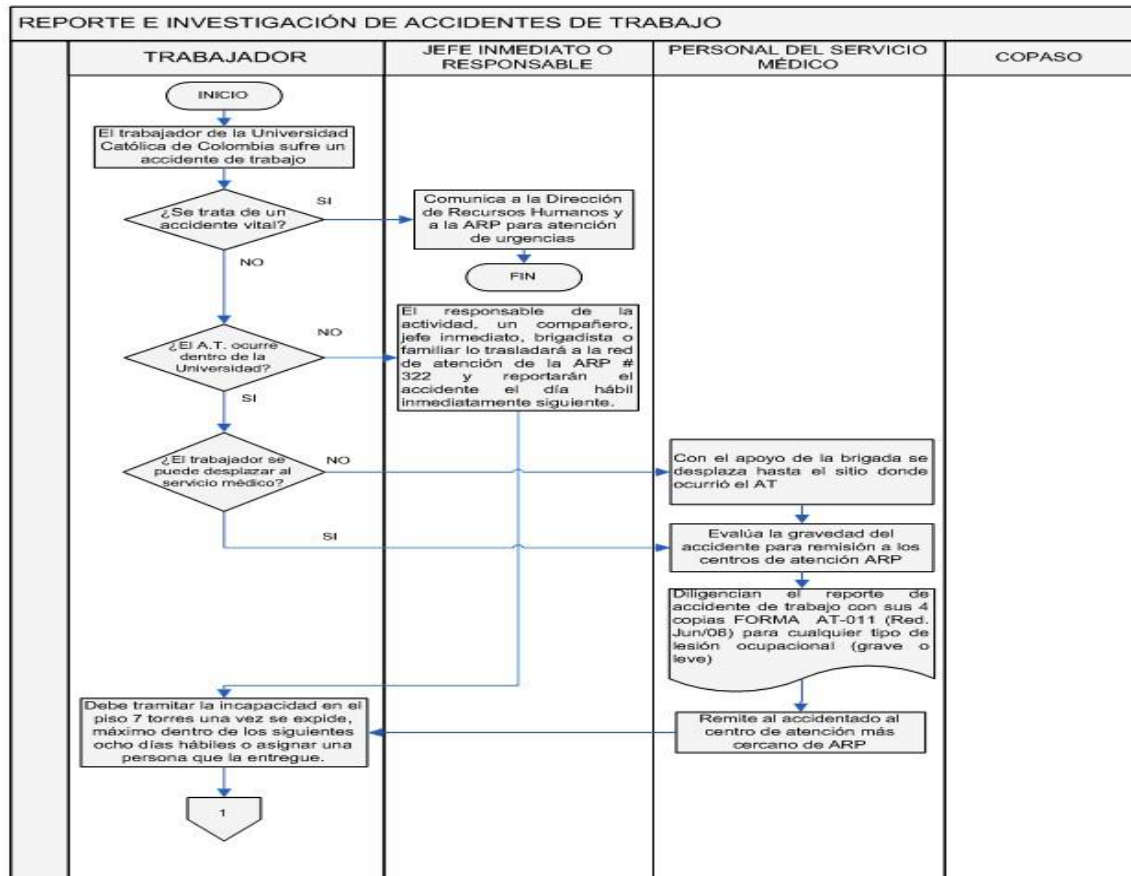 REPORTE E INVESTIGACIÓN DE ACCIDENTES DE TRABAJO
TRABAJADOR
JEFE INMEDIATO O
RESPONSABLE
PERSONAL DEL SERVICIO
MÉDICO
COPASO
INICIO
El trabajador de la Universidad
Católica de Colombia sufre un
accidente de trabajo
¿Se trata de un
accidente vital?
SI
Comunica a la Dirección
de Recursos Humanos y
a la ARP para atención
de urgencias
NO
FIN
¿El A.T. ocurre
dentro de la
Universidad?
NO
El responsable de la
actividad, un compañero,
jefe inmediato, brigadista o
familiar lo trasladará a la red
de atención de la ARP #
322 y reportarán el
accidente el día hábil
inmediatamente siguiente.
SI
¿El trabajador se
puede desplazar al
servicio médico?
NO
Con el apoyo de la brigada se
desplaza hasta el sitio donde
ocurrió el AT
SI
Evalúa la gravedad del
accidente para remisión a los
centros de atención ARP
Diligencian el reporte de
accidente de trabajo con sus 4
copias FORMA AT-011 (Red.
Jun/06) para cualquier tipo de
lesión ocupacional (grave o
leve)
Debe tramitar la incapacidad en el
piso 7 torres una vez se expide,
máximo dentro de los siguientes
ocho días hábiles o asignar una
persona que la entregue.
Remite al accidentado al
centro de atención más
cercano de ARP
1